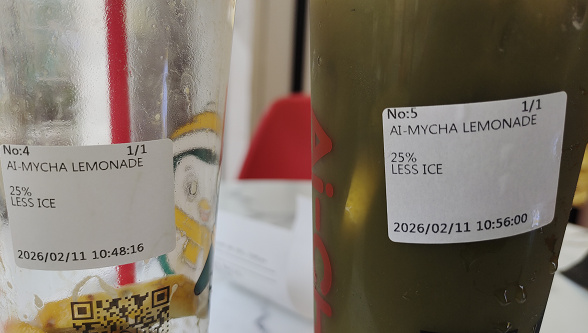 No:4 1/1
AI-MYCHA LEMONADE
25%
LESS ICE
2026/02/11 10:48:16
No:5 1/1
AI-MYCHA LEMONADE
25%
LESS ICE
2026/02/11 10:56:00